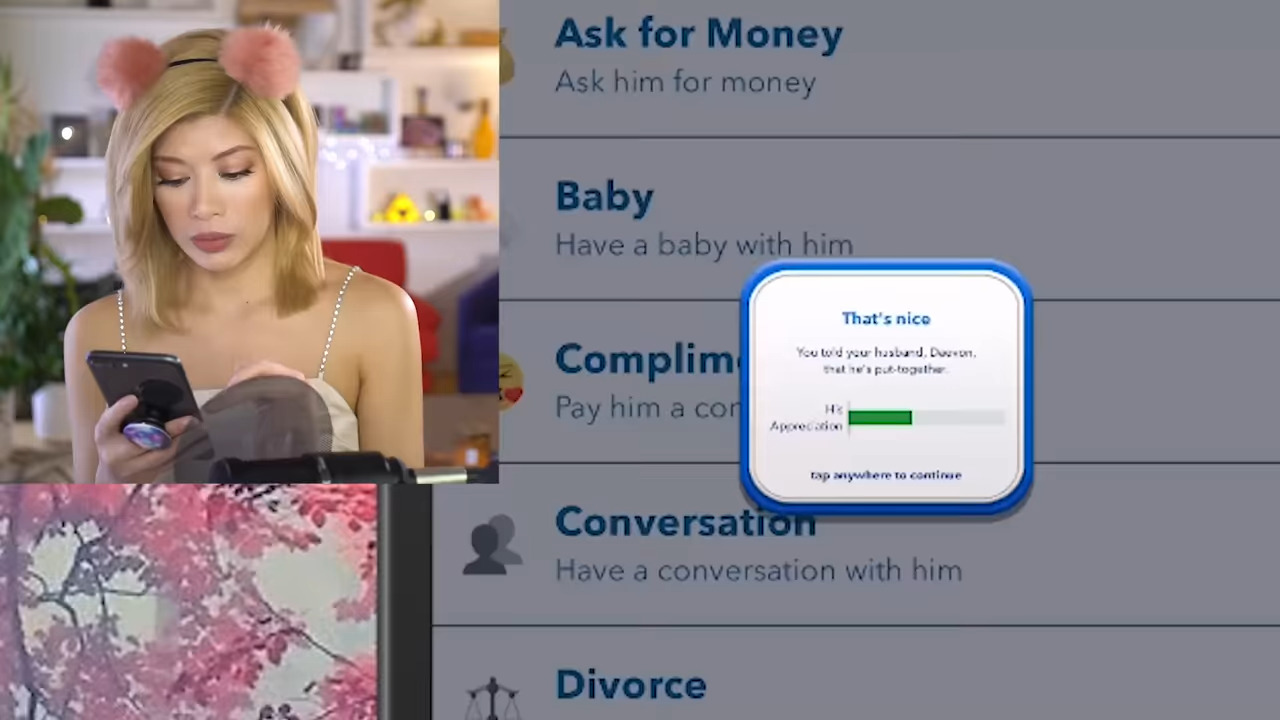 Ask for Money
Ask him for money
Baby
Have a baby with him
Complim
Pay him a con
That's nice
You told your husband, Daevon,
that he's put-together.
His
Appreciation
tap anywhere to continue
Conversation
Have a conversation with him
Divorce